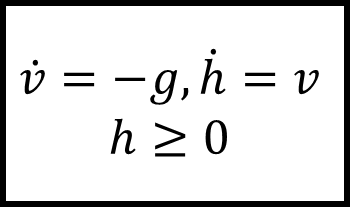 v̇ = −g, ḣ = v
h ≥ 0